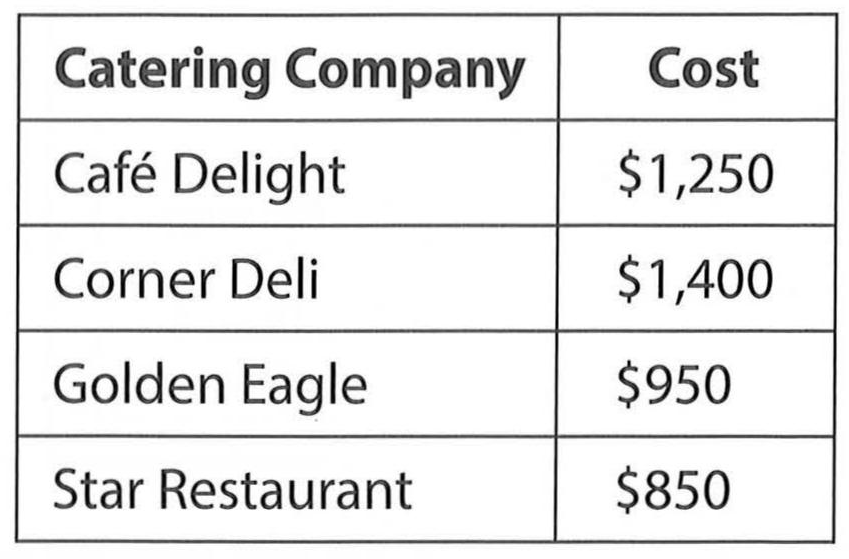 Catering Company Cost
Café Delight $1,250
Corner Deli $1,400
Golden Eagle $950
Star Restaurant $850